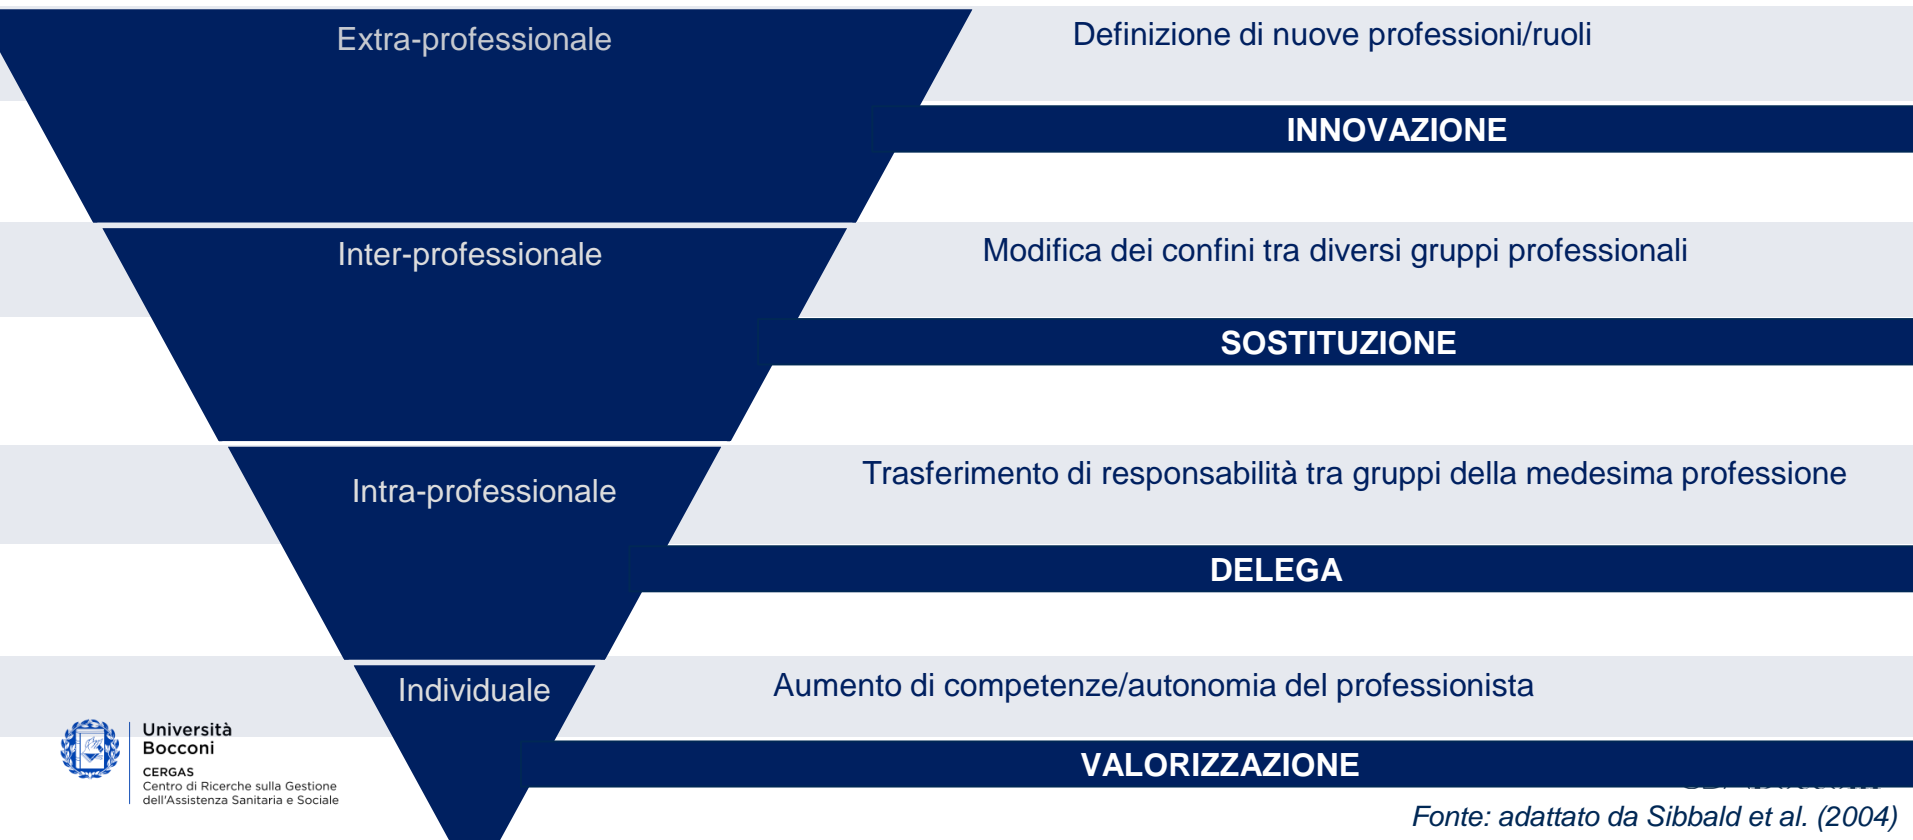 Extra-professionale
Definizione di nuove professioni/ruoli
INNOVAZIONE
Inter-professionale
Modifica dei confini tra diversi gruppi professionali
SOSTITUZIONE
Intra-professionale
Trasferimento di responsabilità tra gruppi della medesima professione
DELEGA
Individuale
Aumento di competenze/autonomia del professionista
VALORIZZAZIONE
Università
Bocconi
CERGAS
Centro di Ricerche sulla Gestione
dell'Assistenza Sanitaria e Sociale
Fonte: adattato da Sibbald et al. (2004)